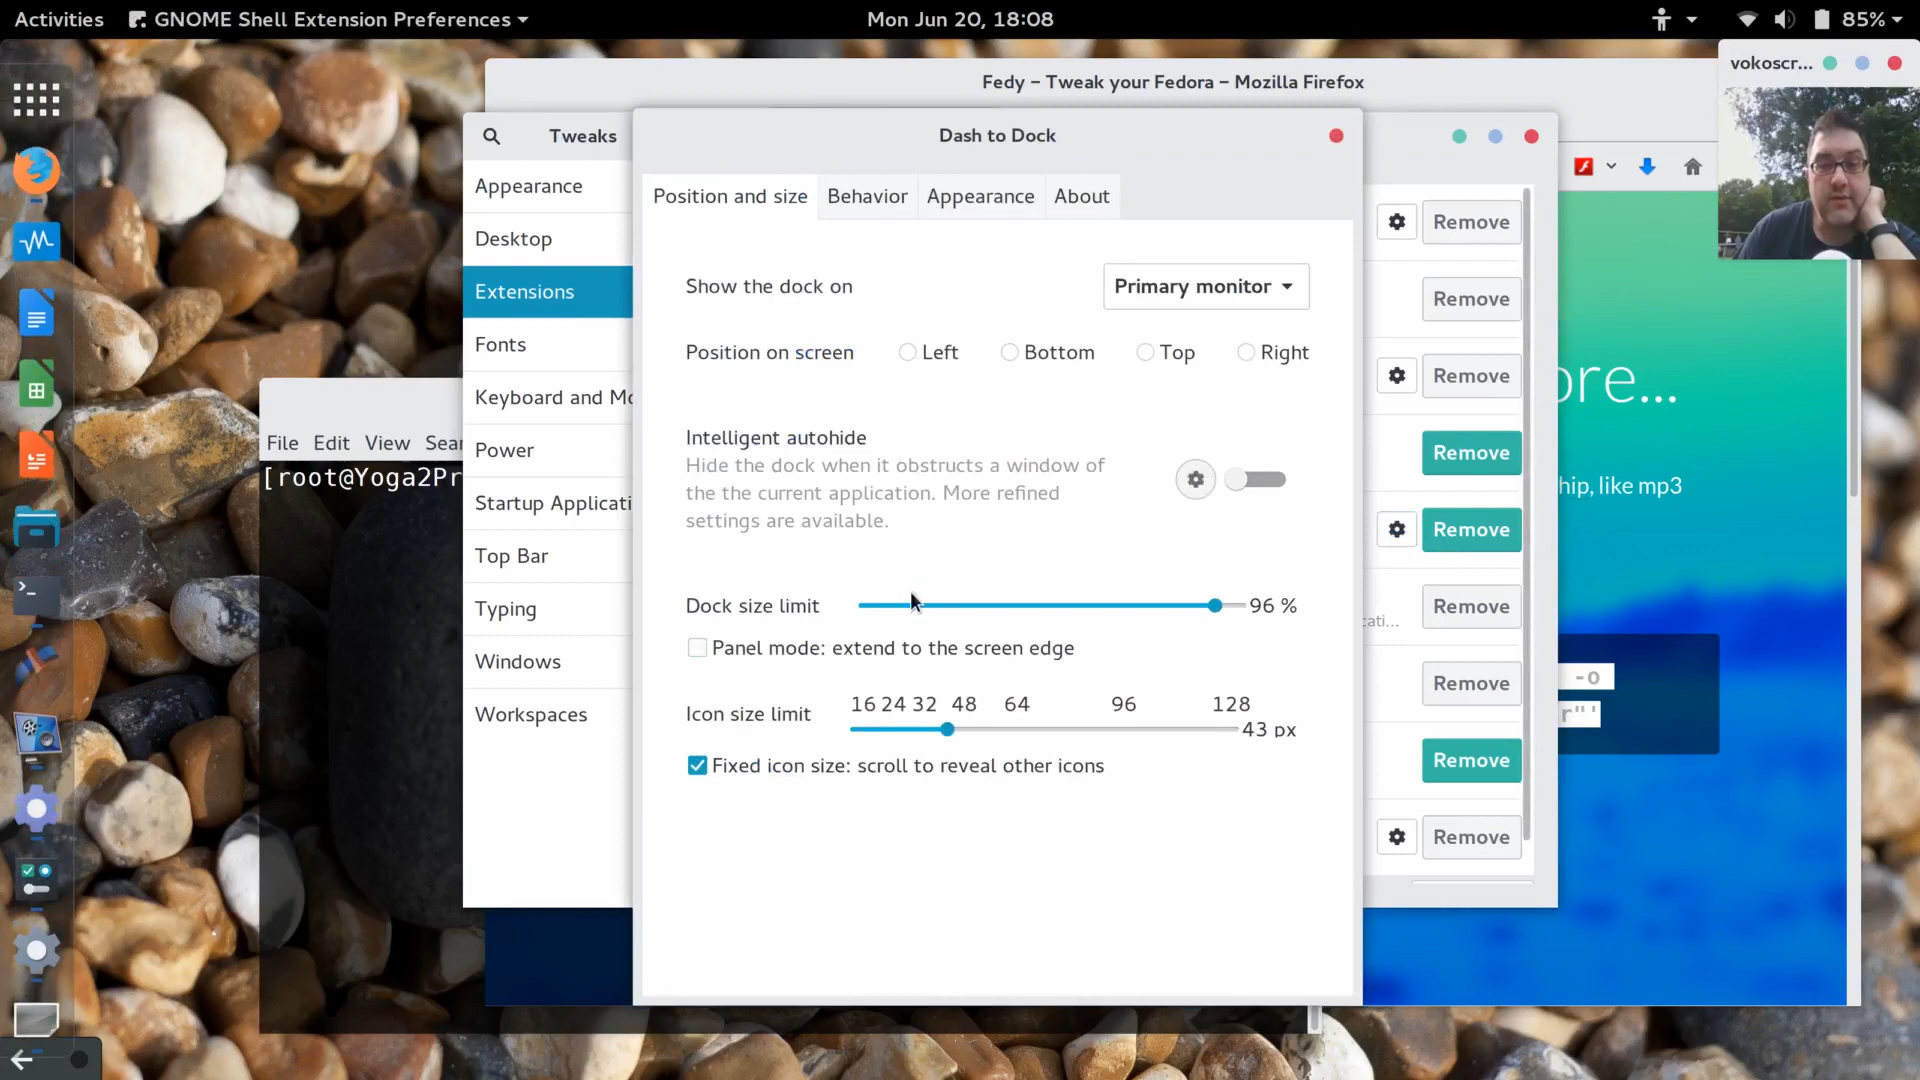 Activities
GNOME Shell Extension Preferences
Mon Jun 20, 18:08
85%
Fedy – Tweak your Fedora – Mozilla Firefox
vokoscr...
Tweaks
Dash to Dock
Appearance
Desktop
Extensions
Fonts
Keyboard and Mo
Power
Startup Applicati
Top Bar
Typing
Windows
Workspaces
Position and size
Behavior
Appearance
About
Show the dock on
Primary monitor
Position on screen
Left
Bottom
Top
Right
Intelligent autohide
Hide the dock when it obstructs a window of
the the current application. More refined
settings are available.
Dock size limit
96 %
Panel mode: extend to the screen edge
Icon size limit
16 24 32 48 64 96 128
43 px
Fixed icon size: scroll to reveal other icons
Remove
Remove
Remove
Remove
Remove
Remove
Remove
Remove
Remove
cati...
File Edit View Sear
[root@Yoga2Pr
ore...
hip, like mp3
-o
r"'